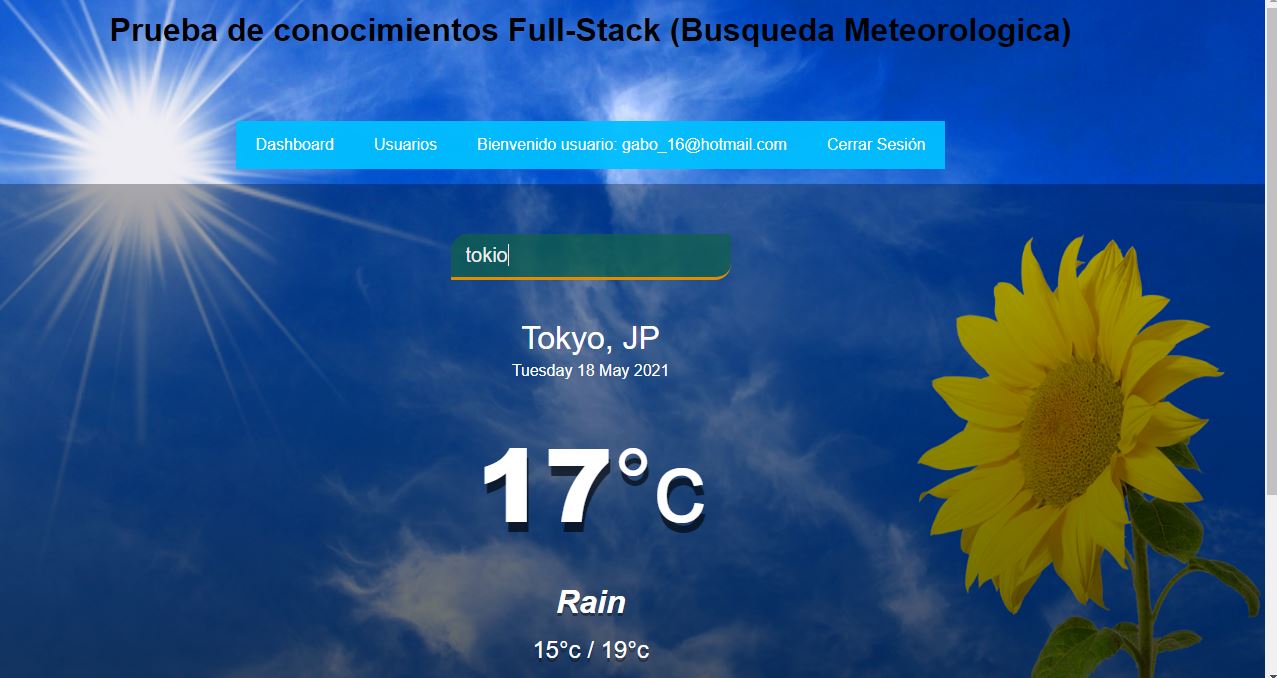 Prueba de conocimientos Full-Stack (Busqueda Meteorologica)
Dashboard Usuarios Bienvenido usuario: gabo_16@hotmail.com Cerrar Sesión
tokio
Tokyo, JP
Tuesday 18 May 2021
17°c
Rain
15°c / 19°c